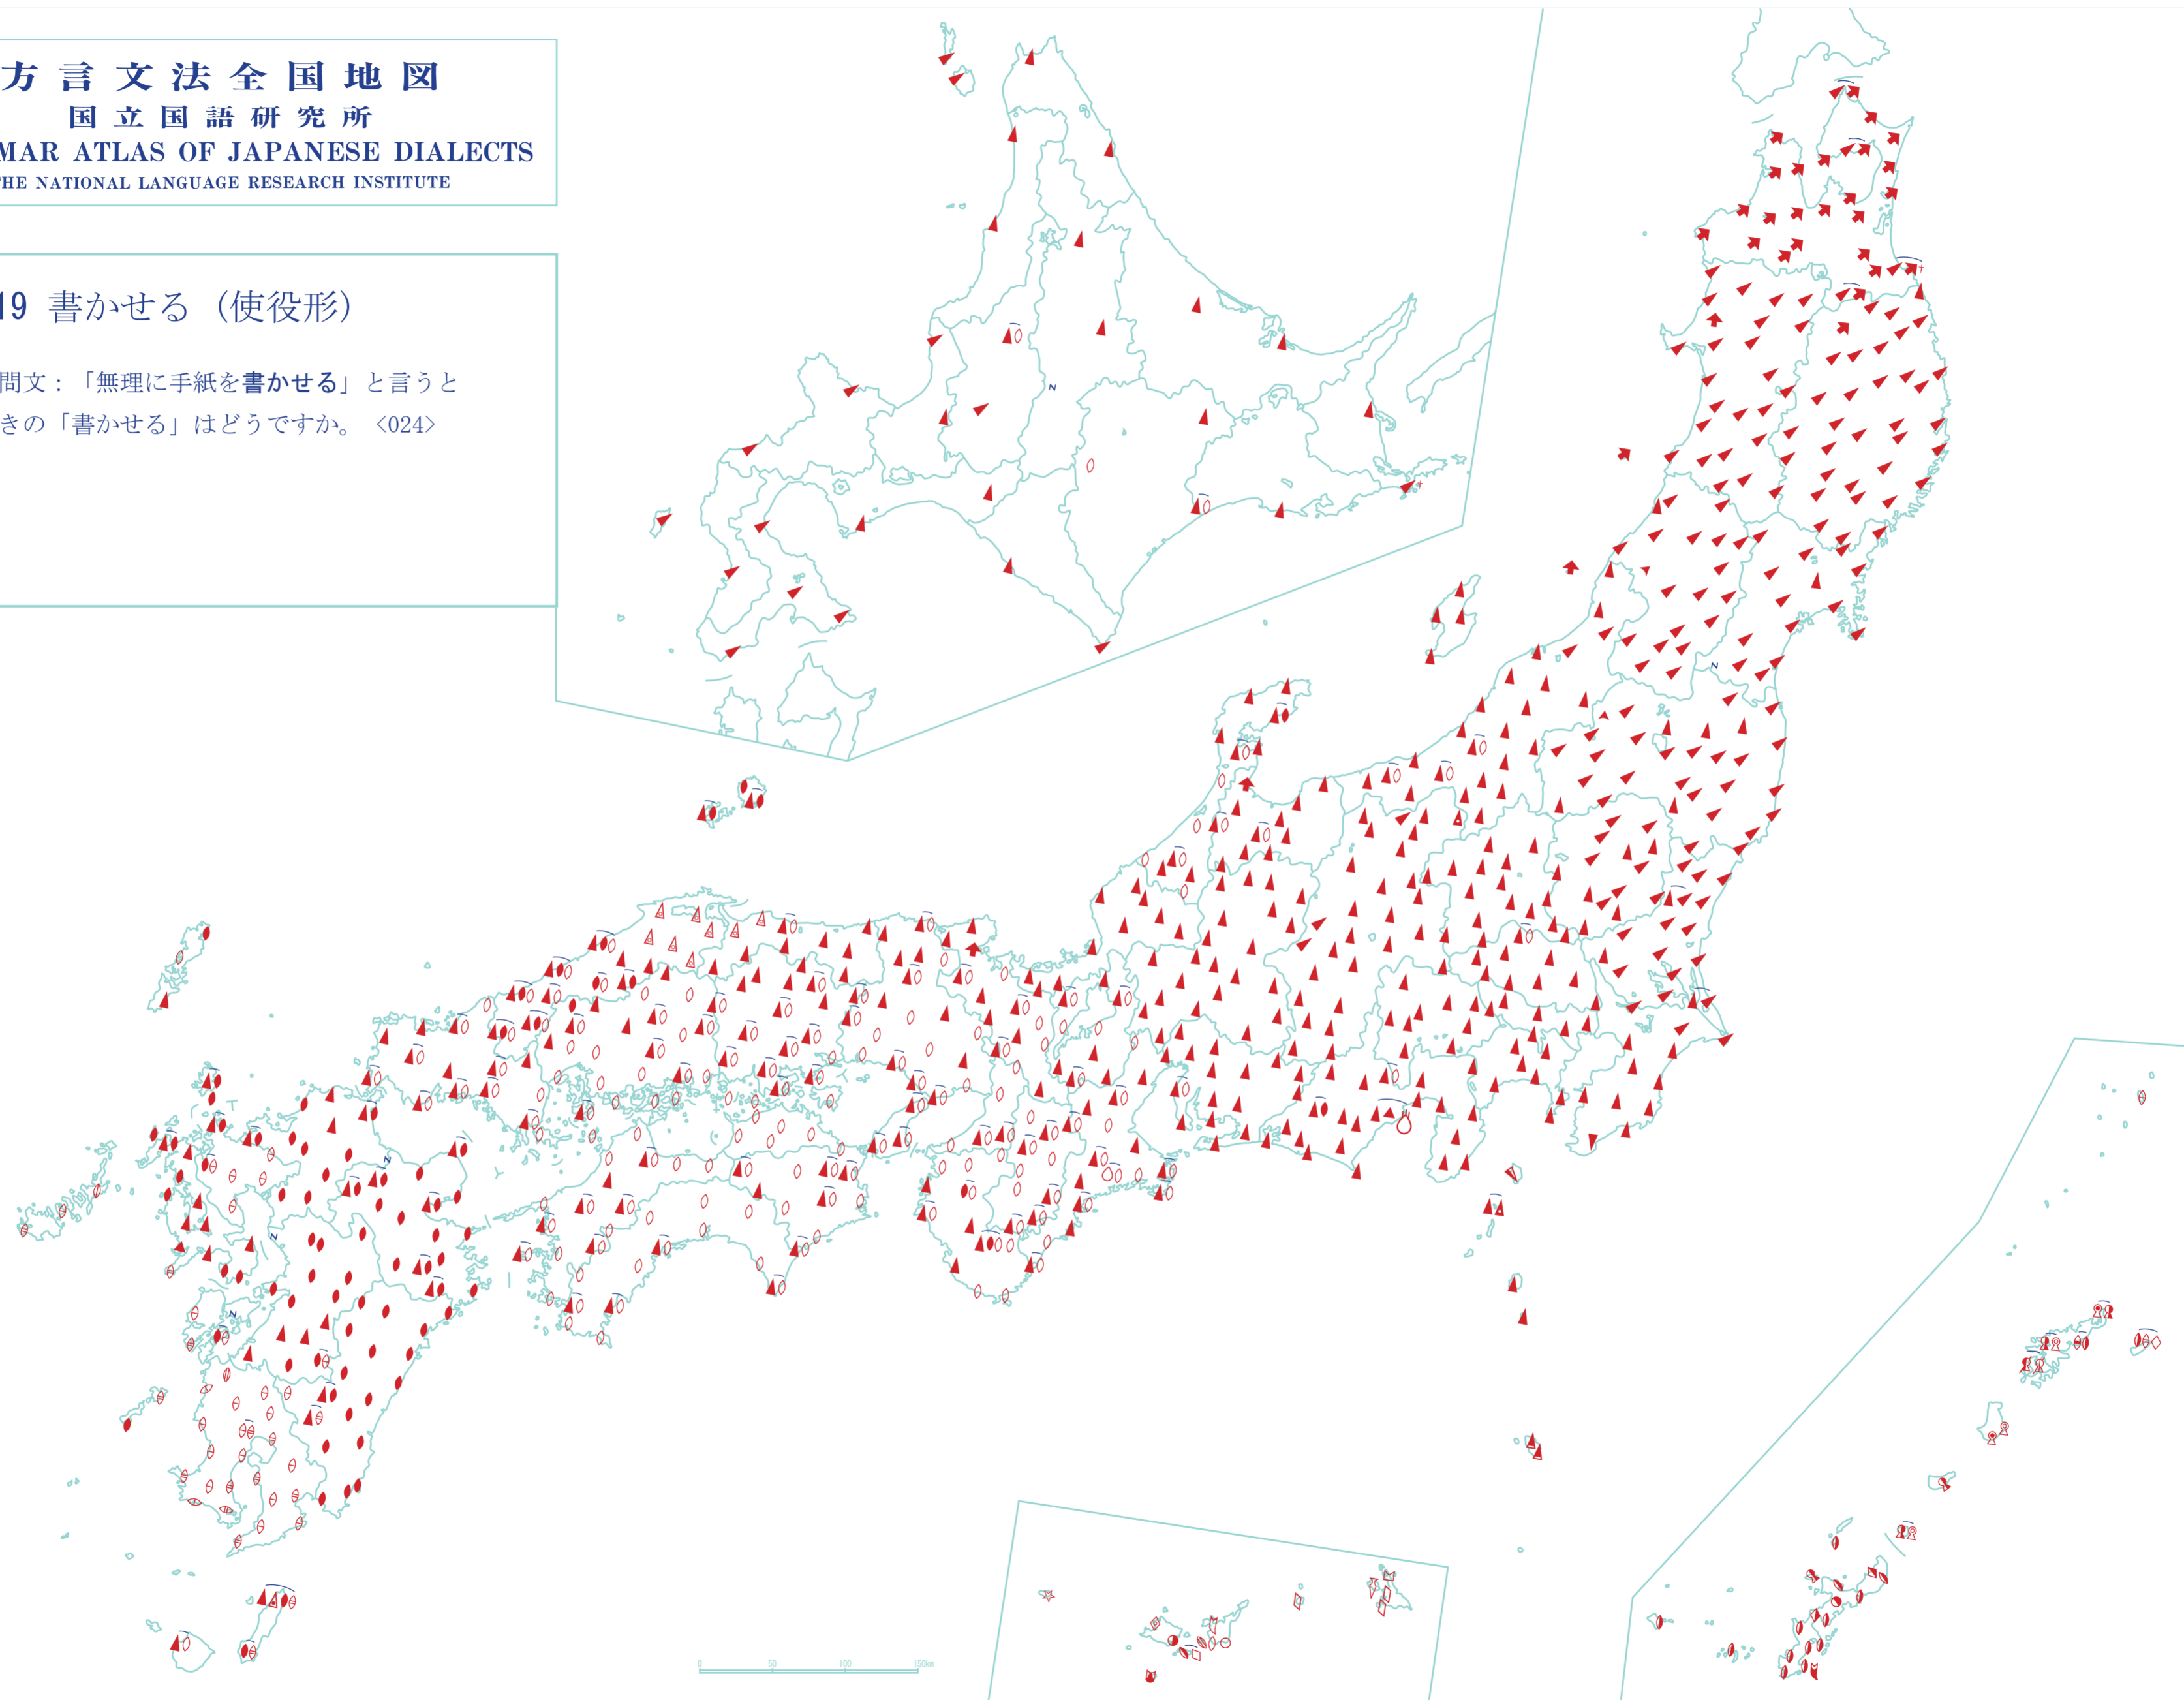 方言文法全国地図
国立国語研究所
MAR ATLAS OF JAPANESE DIALECTS
HE NATIONAL LANGUAGE RESEARCH INSTITUTE
19 書かせる (使役形)
問文：「無理に手紙を書かせる」と言うと
きの「書かせる」はどうですか。 <024>
N
N
N
N
N
0 50 100 150km